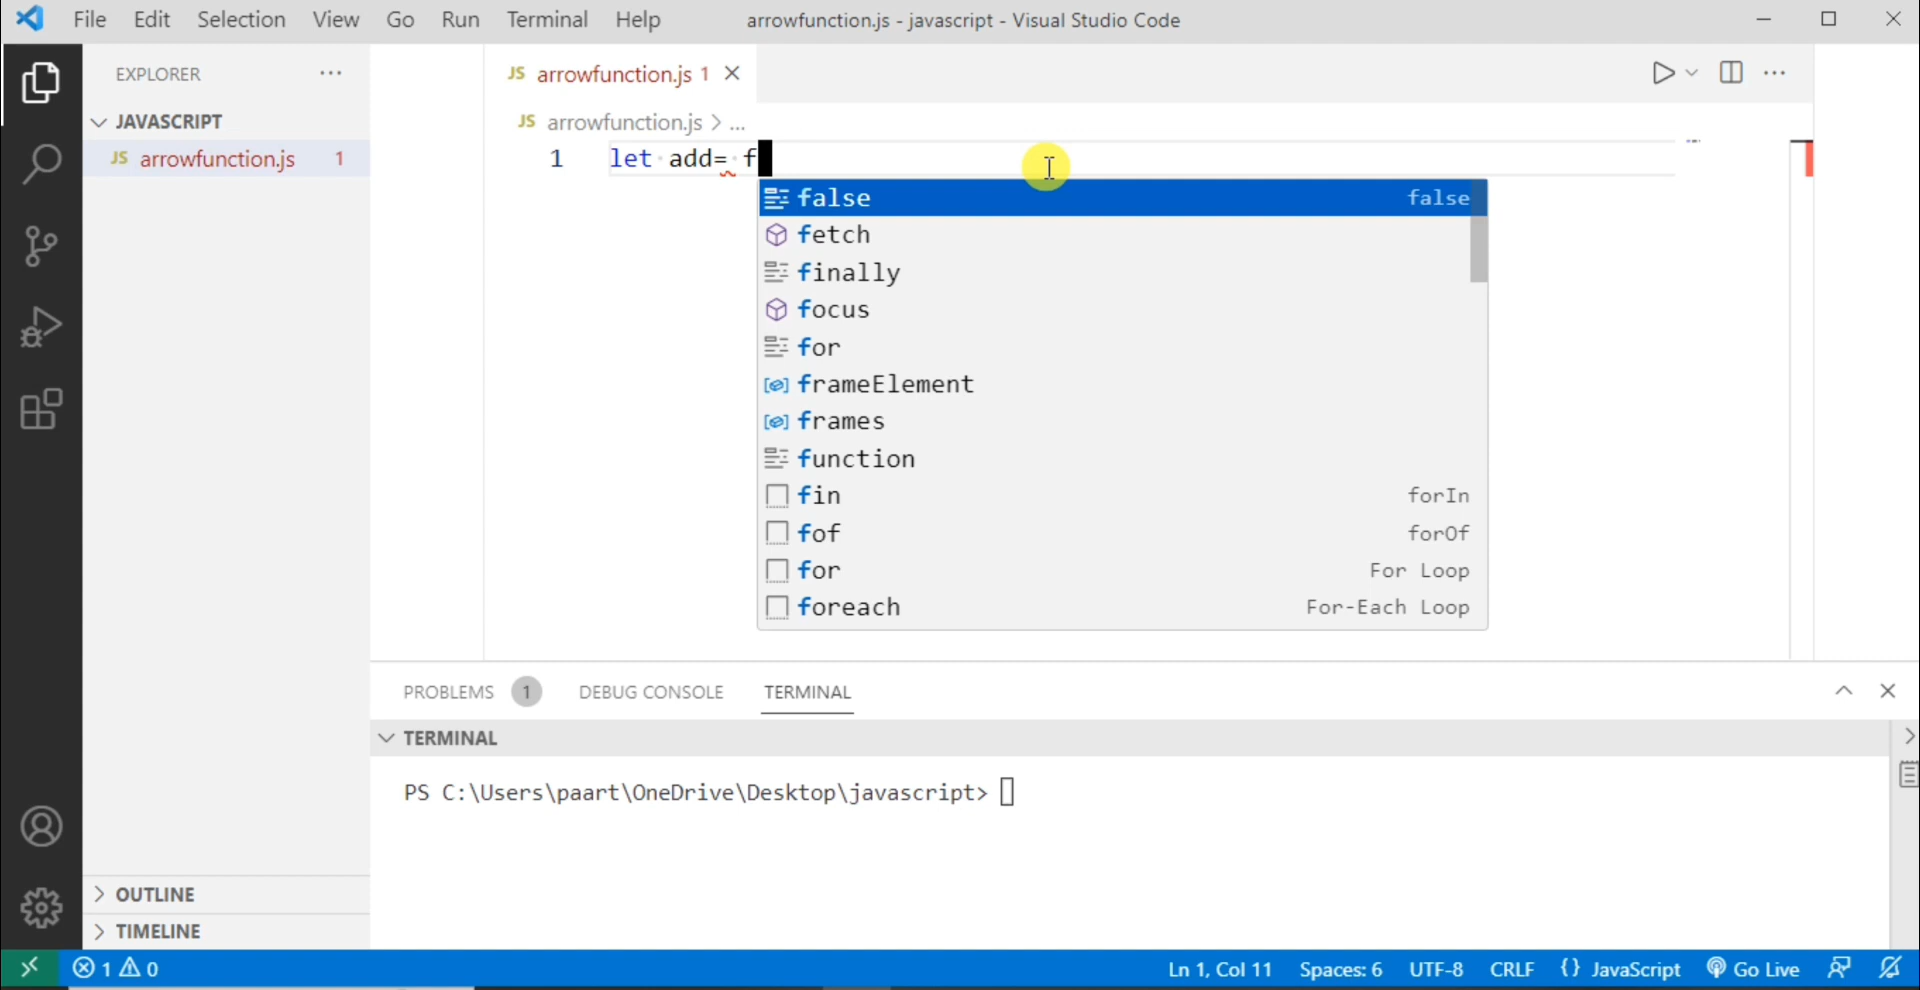 File Edit Selection View Go Run Terminal Help arrowfunction.js - javascript - Visual Studio Code
EXPLORER
JAVASCRIPT
JS arrowfunction.js 1
JS arrowfunction.js 1
JS arrowfunction.js > ...
1 let add= f
false false
fetch
finally
focus
for
frameElement
frames
function
fin forIn
fof forOf
for For Loop
foreach For-Each Loop
PROBLEMS 1 DEBUG CONSOLE TERMINAL
TERMINAL
PS C:\Users\paart\OneDrive\Desktop\javascript>
OUTLINE
TIMELINE
1 0 Ln 1, Col 11 Spaces: 6 UTF-8 CRLF {} JavaScript Go Live